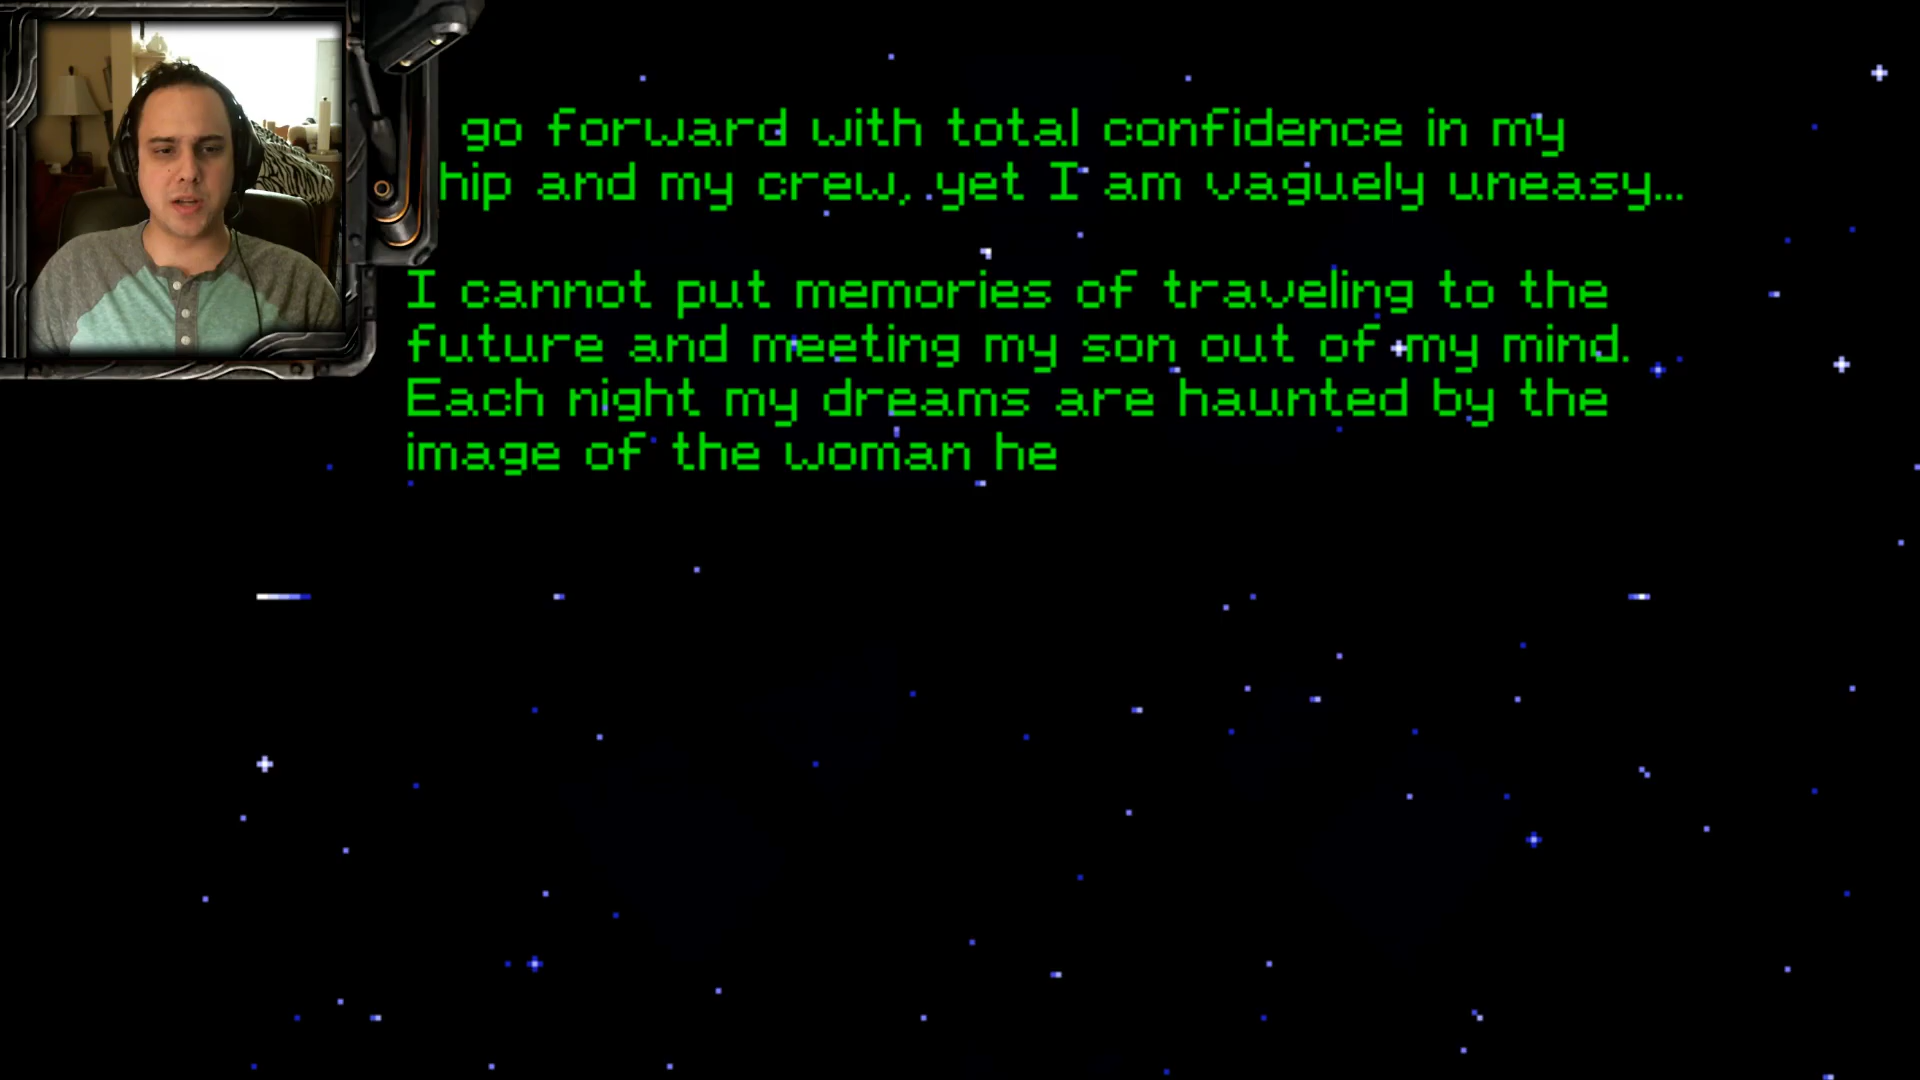 go forward with total confidence in my
hip and my crew, yet I am vaguely uneasy...
I cannot put memories of traveling to the
future and meeting my son out of my mind.
Each night my dreams are haunted by the
image of the woman he